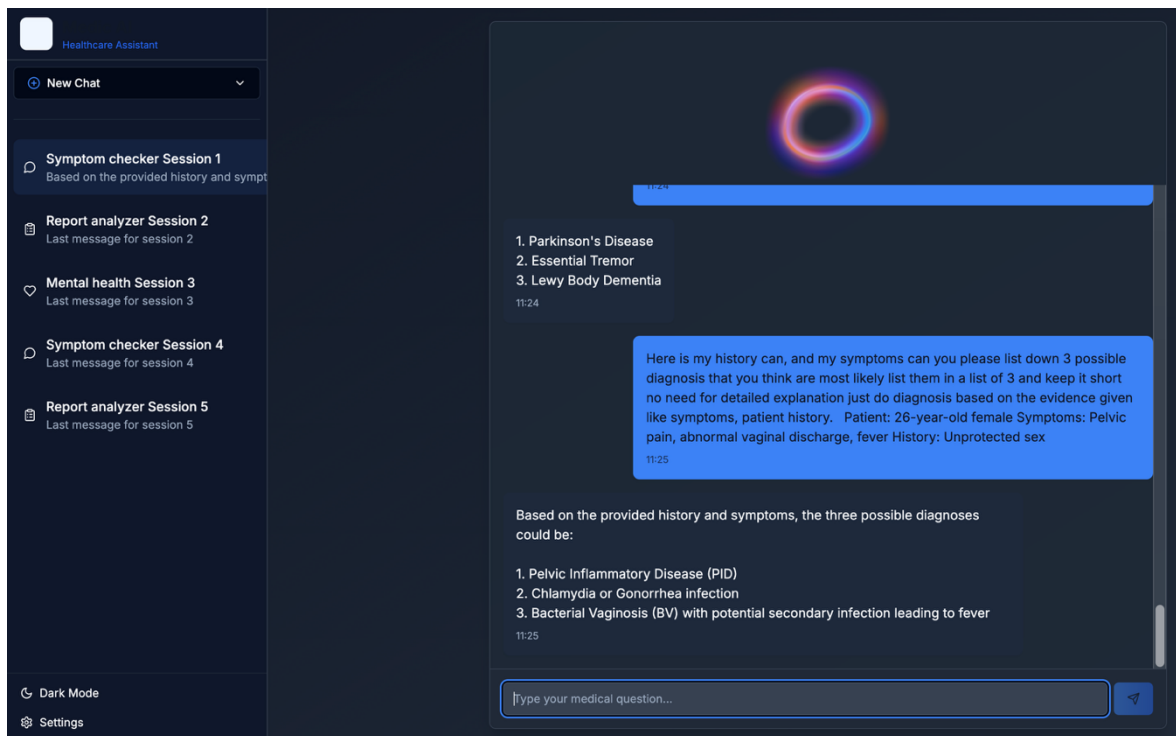 Healthcare Assistant
New Chat
Symptom checker Session 1
Based on the provided history and sympt
Report analyzer Session 2
Last message for session 2
Mental health Session 3
Last message for session 3
Symptom checker Session 4
Last message for session 4
Report analyzer Session 5
Last message for session 5
Dark Mode
Settings
11:24
1. Parkinson's Disease
2. Essential Tremor
3. Lewy Body Dementia
11:24
Here is my history can, and my symptoms can you please list down 3 possible
diagnosis that you think are most likely list them in a list of 3 and keep it short
no need for detailed explanation just do diagnosis based on the evidence given
like symptoms, patient history. Patient: 26-year-old female Symptoms: Pelvic
pain, abnormal vaginal discharge, fever History: Unprotected sex
11:25
Based on the provided history and symptoms, the three possible diagnoses
could be:
1. Pelvic Inflammatory Disease (PID)
2. Chlamydia or Gonorrhea infection
3. Bacterial Vaginosis (BV) with potential secondary infection leading to fever
11:25
Type your medical question...